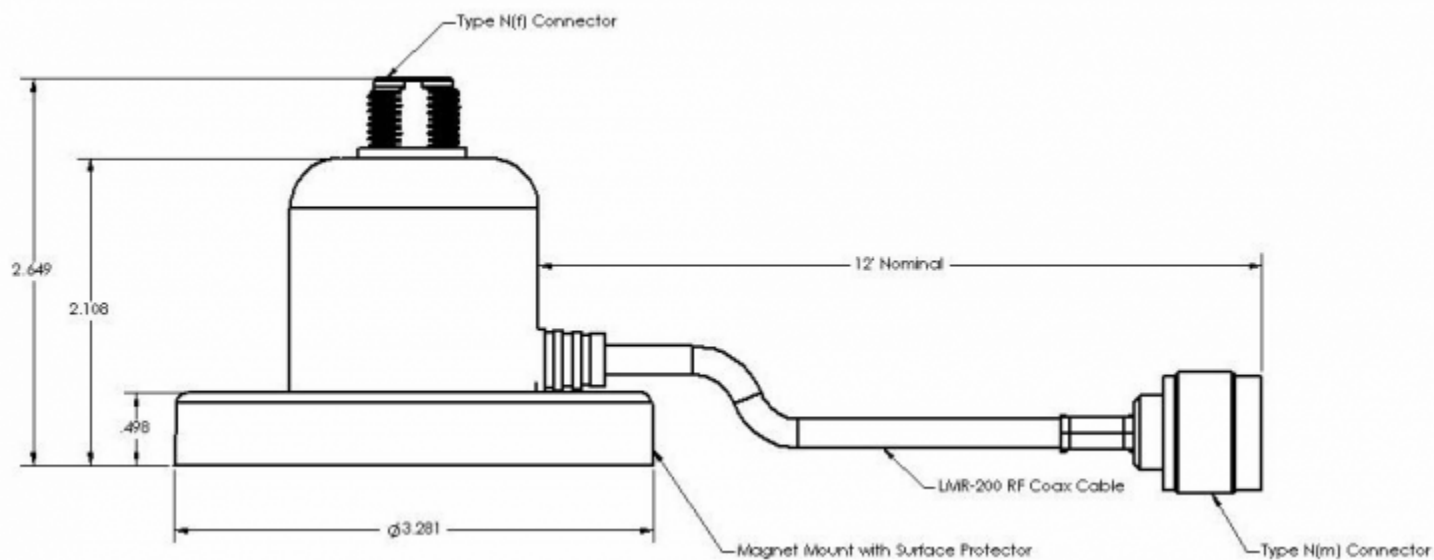 Type N(f) Connector
2.649
12' Nominal
2.108
.498
LMR-200 RF Coax Cable
Ø3.281
Magnet Mount with Surface Protector
Type N(m) Connector